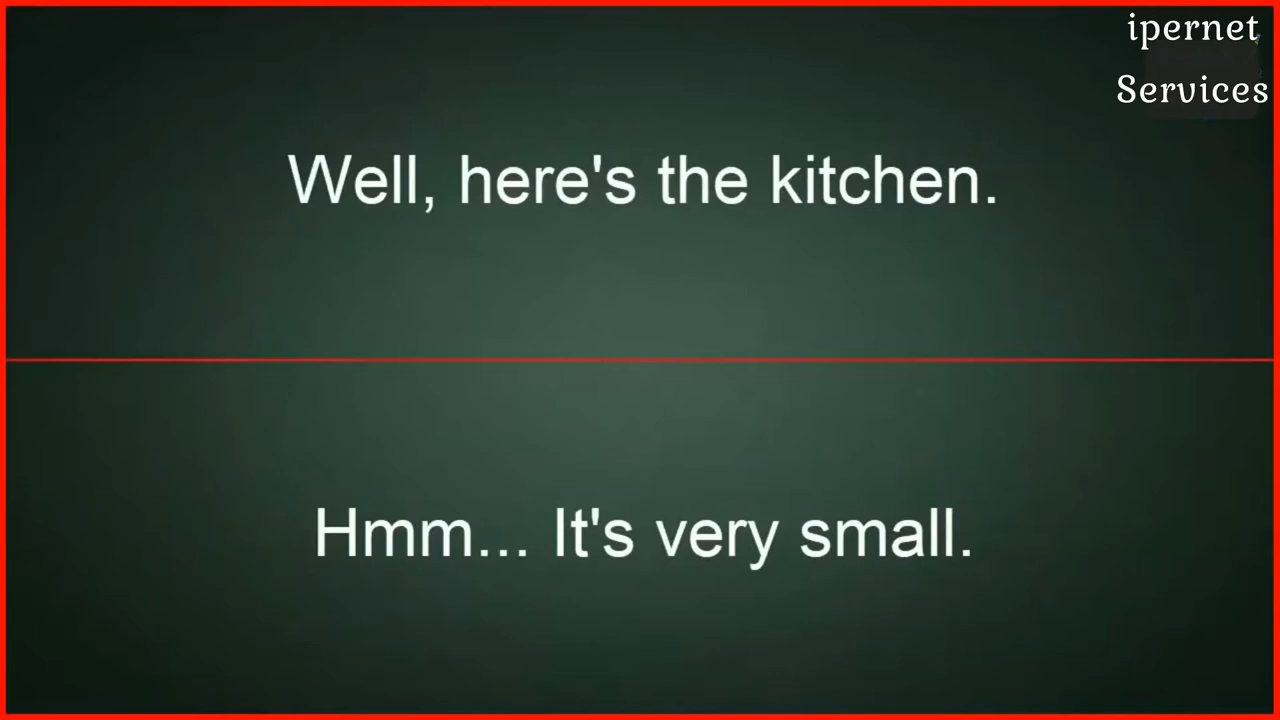 ipernet
Services
Well, here's the kitchen.
Hmm... It's very small.